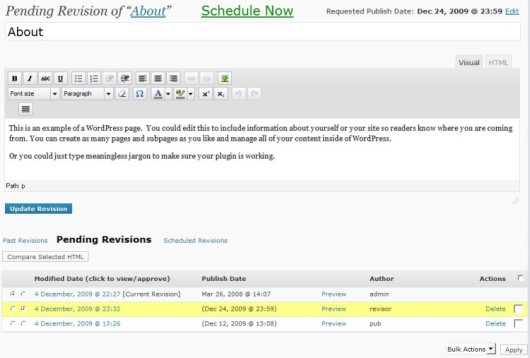 Pending Revision of "About" Schedule Now Requested Publish Date: Dec 24, 2009 @ 23:59 Edit
About
Visual HTML
B I ABC U
Font size Paragraph Ω A ab x² x₂
This is an example of a WordPress page. You could edit this to include information about yourself or your site so readers know where you are coming
from. You can create as many pages and subpages as you like and manage all of your content inside of WordPress.
Or you could just type meaningless jargon to make sure your plugin is working.
Path: p
Update Revision
Past Revisions Pending Revisions Scheduled Revisions
Compare Selected HTML
Modified Date (click to view/approve) Publish Date Author Actions
4 December, 2009 @ 22:27 [Current Revision] Mar 26, 2008 @ 14:07 Preview admin
4 December, 2009 @ 23:32 (Dec 24, 2009 @ 23:59) Preview revisor Delete
4 December, 2009 @ 13:26 (Dec 12, 2009 @ 13:08) Preview pub Delete
Bulk Actions Apply